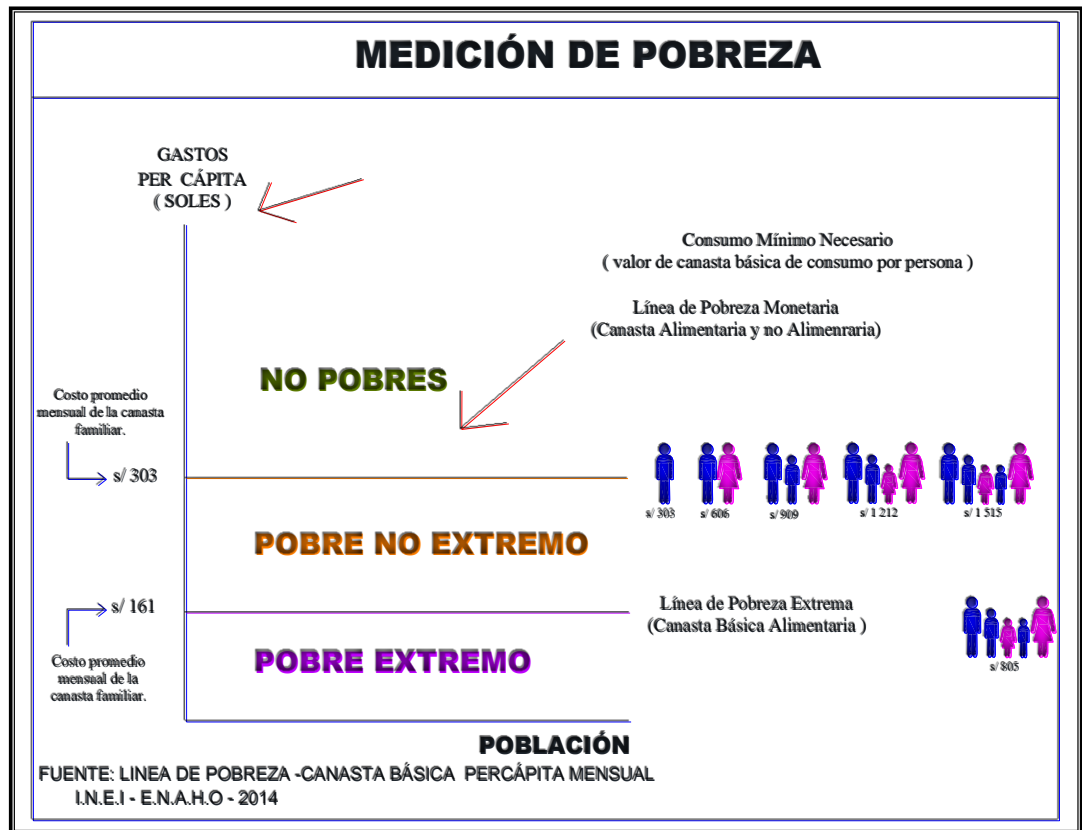 MEDICIÓN DE POBREZA
GASTOS
PER CÁPITA
( SOLES )
Consumo Mínimo Necesario
( valor de canasta básica de consumo por persona )
Línea de Pobreza Monetaria
(Canasta Alimentaria y no Alimenraria)
NO POBRES
Costo promedio
mensual de la canasta
familiar.
s/ 303
s/ 303
s/ 606
s/ 909
s/ 1 212
s/ 1 515
POBRE NO EXTREMO
s/ 161
Línea de Pobreza Extrema
(Canasta Básica Alimentaria )
POBRE EXTREMO
Costo promedio
mensual de la
canasta familiar.
s/ 805
POBLACIÓN
FUENTE: LINEA DE POBREZA -CANASTA BÁSICA PERCÁPITA MENSUAL
I.N.E.I - E.N.A.H.O - 2014